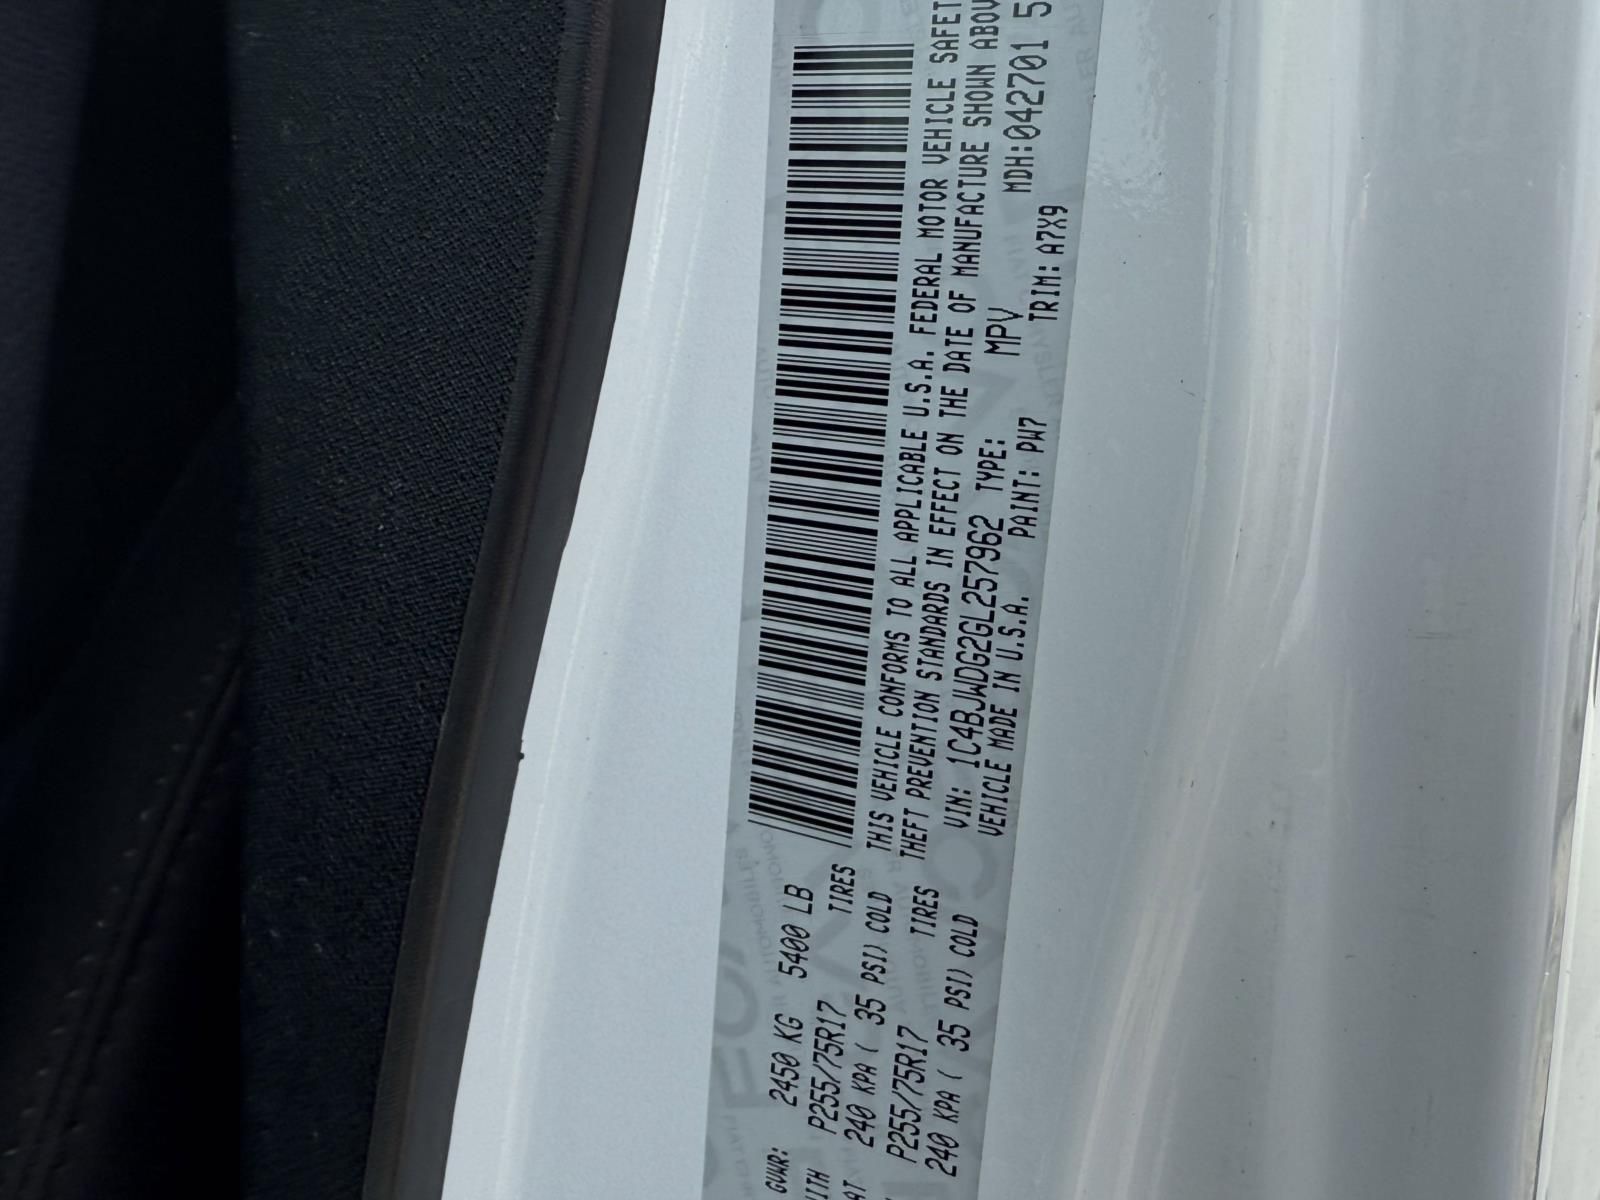 GVWR: 2450 KG 5400 LB
P255/75R17 TIRES
240 KPA ( 35 PSI) COLD
P255/75R17 TIRES
240 KPA ( 35 PSI) COLD
THIS VEHICLE CONFORMS TO ALL APPLICABLE U.S.A. FEDERAL MOTOR VEHICLE SAFET
THEFT PREVENTION STANDARDS IN EFFECT ON THE DATE OF MANUFACTURE SHOWN ABOV
VIN: 1C4BJWDG2GL257962 TYPE: MPV MDH:042701 5
VEHICLE MADE IN U.S.A. PAINT: PW7 TRIM: A7X9